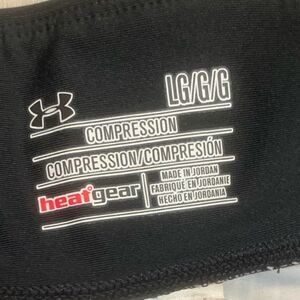 LG/G/G
COMPRESSION
COMPRESSION/COMPRESIÓN
heatgear
MADE IN JORDAN
FABRIQUÉ EN JORDANIE
HECHO EN JORDANIA